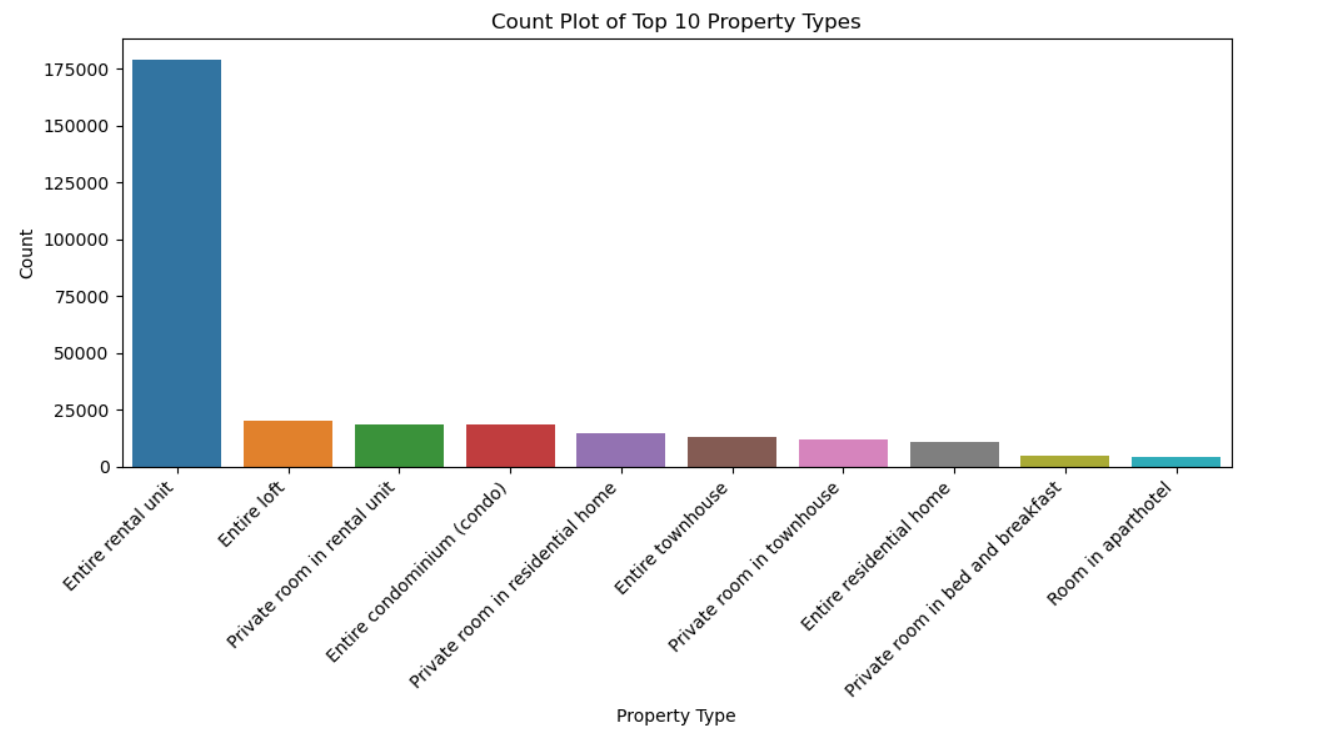 Count Plot of Top 10 Property Types
175000
150000
125000
100000
75000
50000
25000
0
Count
Entire rental unit
Entire loft
Private room in rental unit
Entire condominium (condo)
Private room in residential home
Entire townhouse
Private room in townhouse
Entire residential home
Private room in bed and breakfast
Room in aparthotel
Property Type